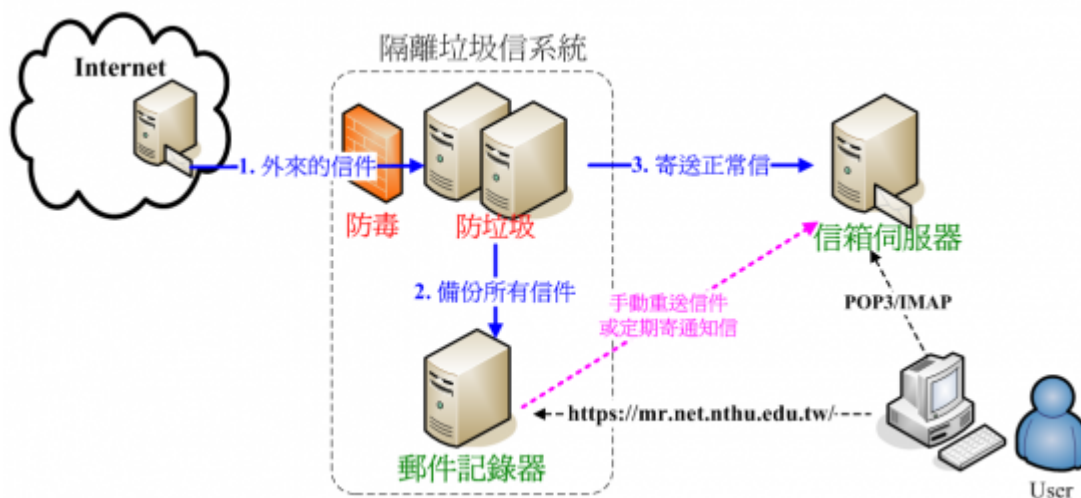 隔離垃圾信系統
Internet
1. 外來的信件
3. 寄送正常信
防毒
防垃圾
信箱伺服器
2. 備份所有信件
手動重送信件
或定期寄通知信
POP3/IMAP
https://mr.net.nthu.edu.tw/
郵件記錄器
User